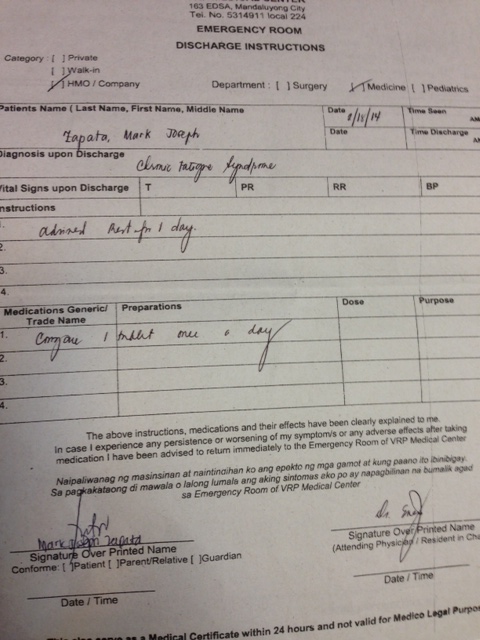 163 EDSA, Mandaluyong City
Tel. No. 5314911 local 224
EMERGENCY ROOM
DISCHARGE INSTRUCTIONS
Category : [ ] Private
[ ] Walk-in
[ ] HMO / Company
Department : [ ] Surgery [ ] Medicine [ ] Pediatrics
Patients Name ( Last Name, First Name, Middle Name
Zapata, Mark Joseph
Date 8/15/14 Time Seen AM
Date Time Discharge AM
Diagnosis upon Discharge
Chronic Fatigue Syndrome
Vital Signs upon Discharge T PR RR BP
Instructions
1. advised Rest for 1 day.
2.
3.
4.
Medications Generic/ Trade Name Preparations Dose Purpose
1. 1 tablet once a day
2.
3.
4.
The above instructions, medications and their effects have been clearly explained to me.
In case I experience any persistence or worsening of my symptom/s or any adverse effects after taking
medication I have been advised to return immediately to the Emergency Room of VRP Medical Center
Naipaliwanag ng masinsinan at naintindihan ko ang epekto ng mga gamot at kung paano ito ibinibigay.
Sa pagkakataong di mawala o lalong lumala ang aking sintomas eko po ay napagbilinan na bumalik agad
sa Emergency Room of VRP Medical Center
Mark Joseph Zapata
Signature Over Printed Name
Conforme: [ ]Patient [ ]Parent/Relative [ ]Guardian
Date / Time
Dr.
Signature Over Printed Name
(Attending Physician / Resident in Cha
Date / Time
This also serve as a Medical Certificate within 24 hours and not valid for Medico Legal Purpo